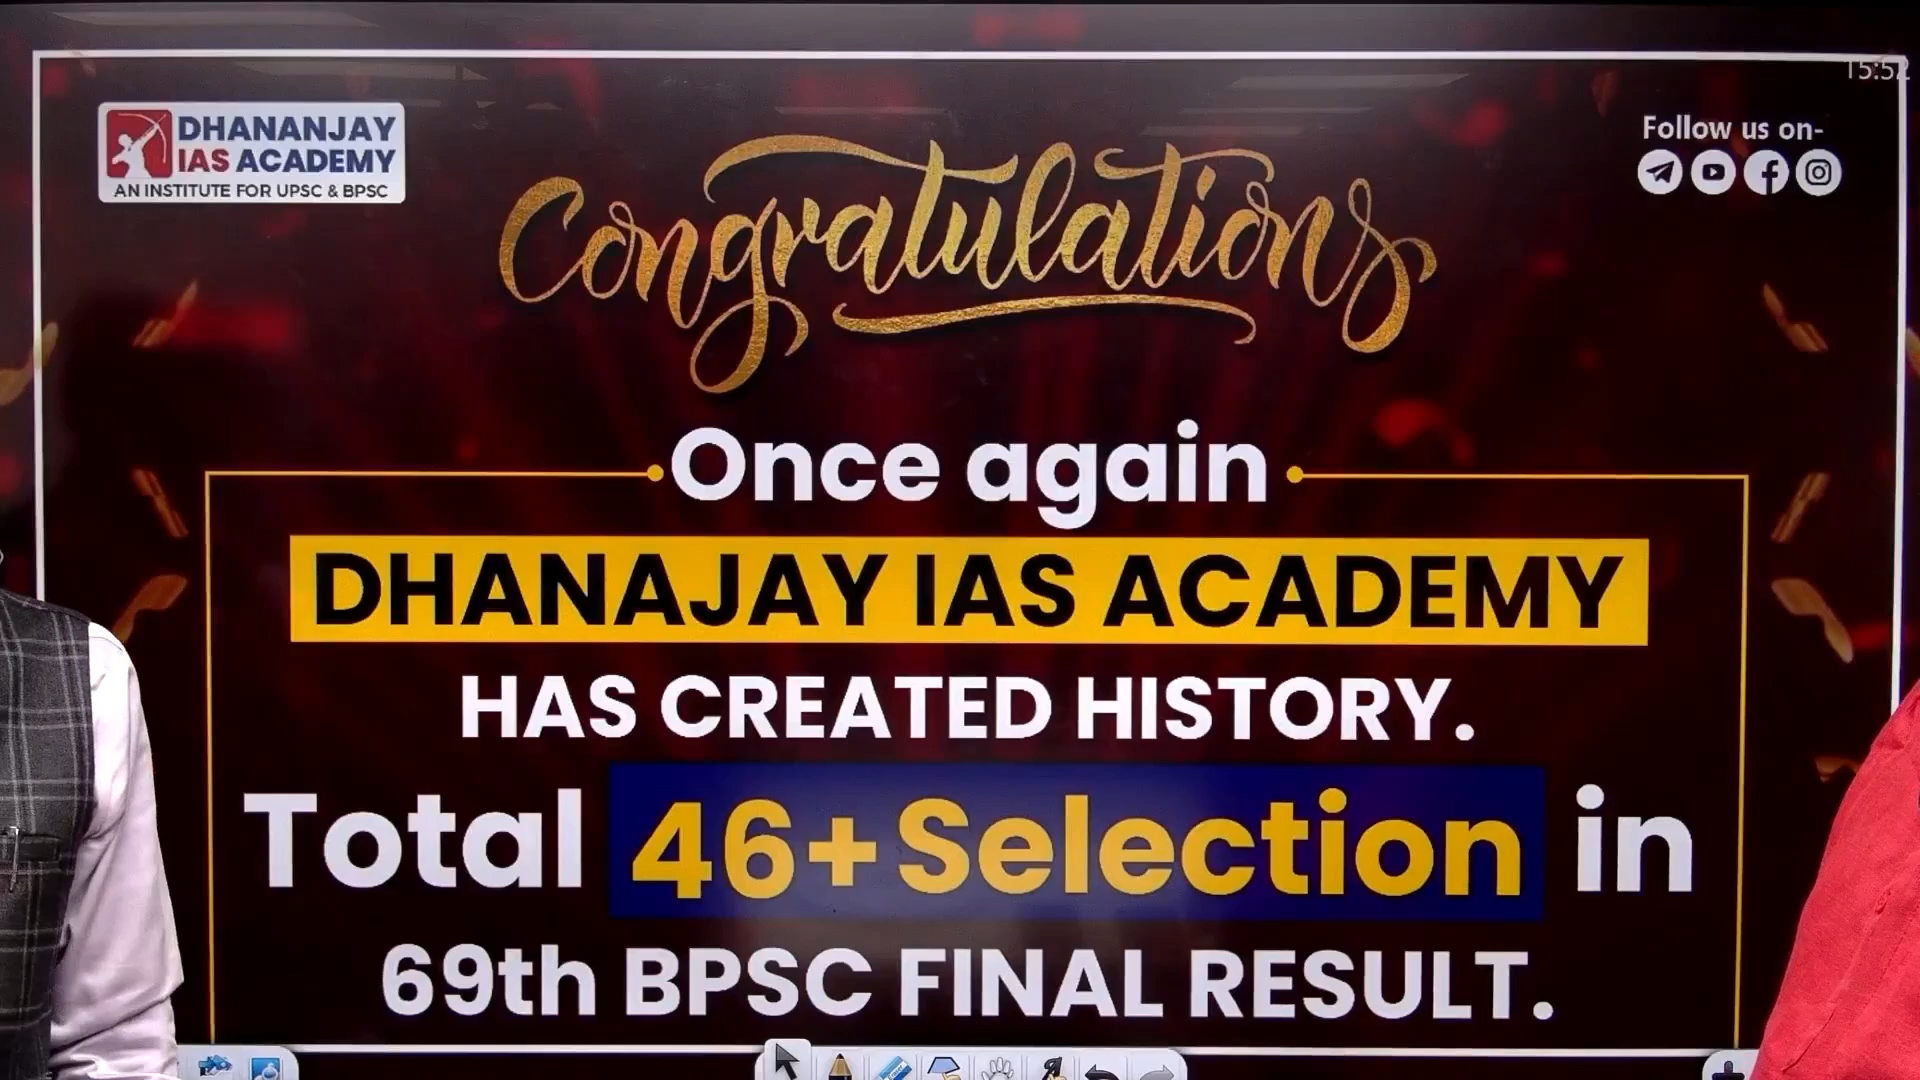 15:52
DHANANJAY
IAS ACADEMY
AN INSTITUTE FOR UPSC & BPSC
Follow us on-
Congratulations
Once again
DHANAJAY IAS ACADEMY
HAS CREATED HISTORY.
Total 46+Selection in
69th BPSC FINAL RESULT.